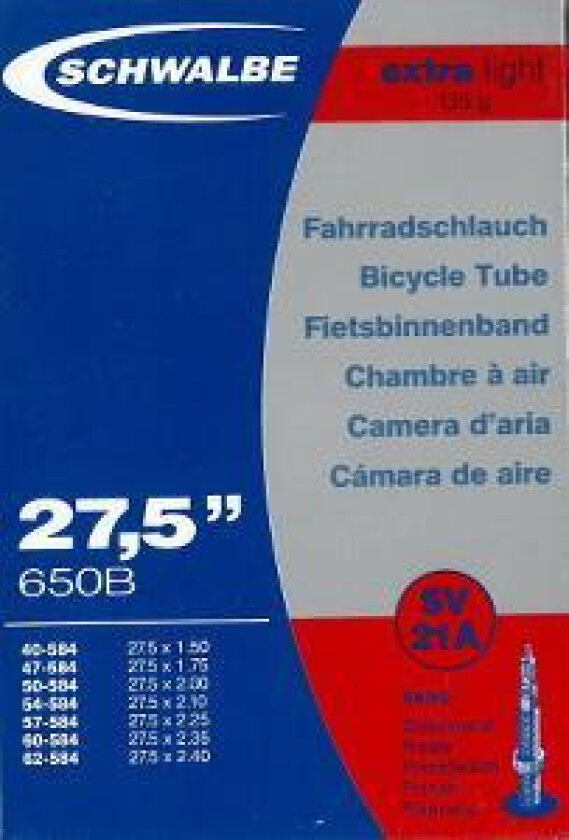 SCHWALBE
extra light
135 g
Fahrradschlauch
Bicycle Tube
Fietsbinnenband
Chambre à air
Camera d'aria
Cámara de aire
27,5”
650B
40-584 27.5 x 1.50
47-584 27.5 x 1.75
50-584 27.5 x 2.00
54-584 27.5 x 2.10
57-584 27.5 x 2.25
60-584 27.5 x 2.35
62-584 27.5 x 2.40
SV
21A